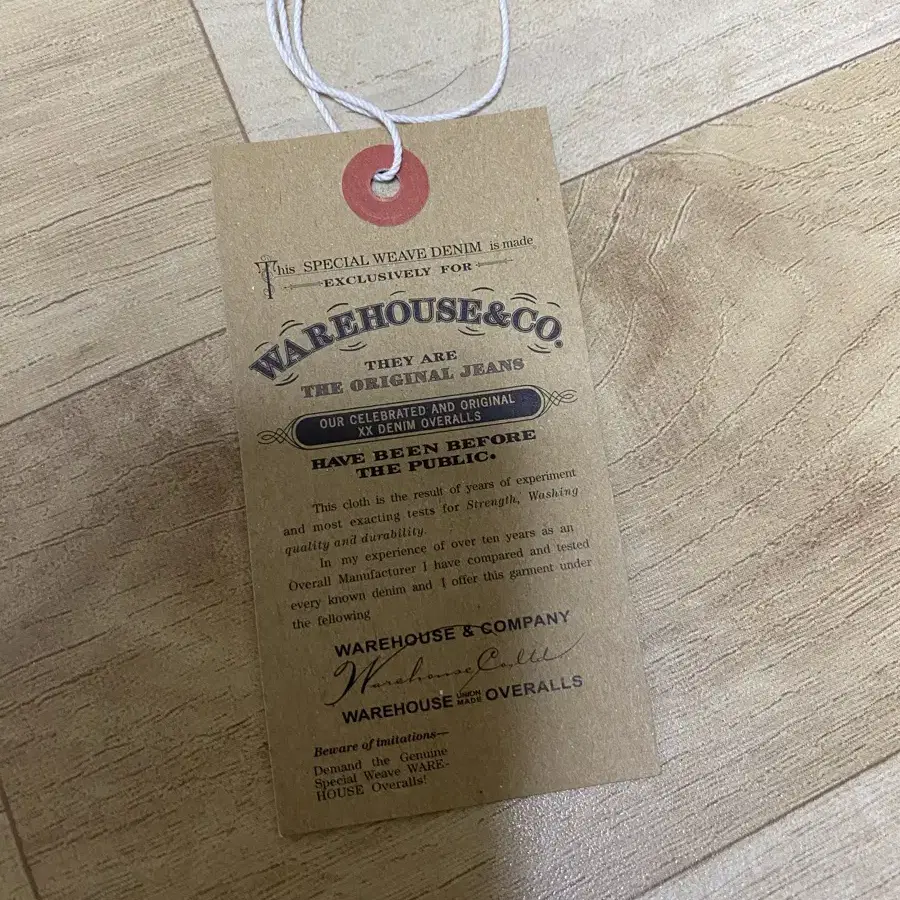 This SPECIAL WEAVE DENIM is made
EXCLUSIVELY FOR
WAREHOUSE&CO.
THEY ARE
THE ORIGINAL JEANS
OUR CELEBRATED AND ORIGINAL
XX DENIM OVERALLS
HAVE BEEN BEFORE
THE PUBLIC.
This cloth is the result of years of experiment
and most exacting tests for Strength, Washing
quality and durability.
In my experience of over ten years as an
Overall Manufacturer I have compared and tested
every known denim and I offer this garment under
the fellowing
WAREHOUSE & COMPANY
Warehouse Co,ltd
WAREHOUSE UNION MADE OVERALLS
Beware of imitations—
Demand the Genuine
Special Weave WARE-
HOUSE Overalls!